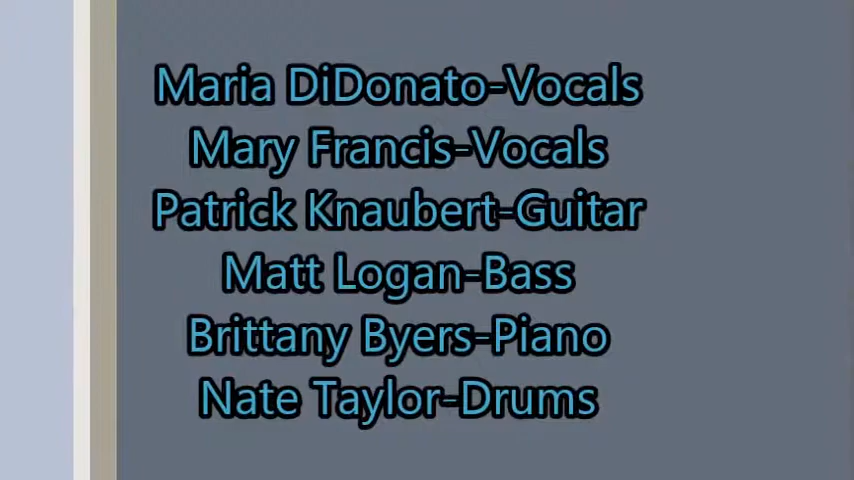 Maria DiDonato-Vocals
Mary Francis-Vocals
Patrick Knaubert-Guitar
Matt Logan-Bass
Brittany Byers-Piano
Nate Taylor-Drums